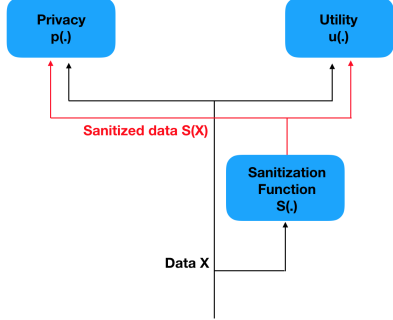 Privacy
p(.)
Utility
u(.)
Sanitized data S(X)
Sanitization
Function
S(.)
Data X